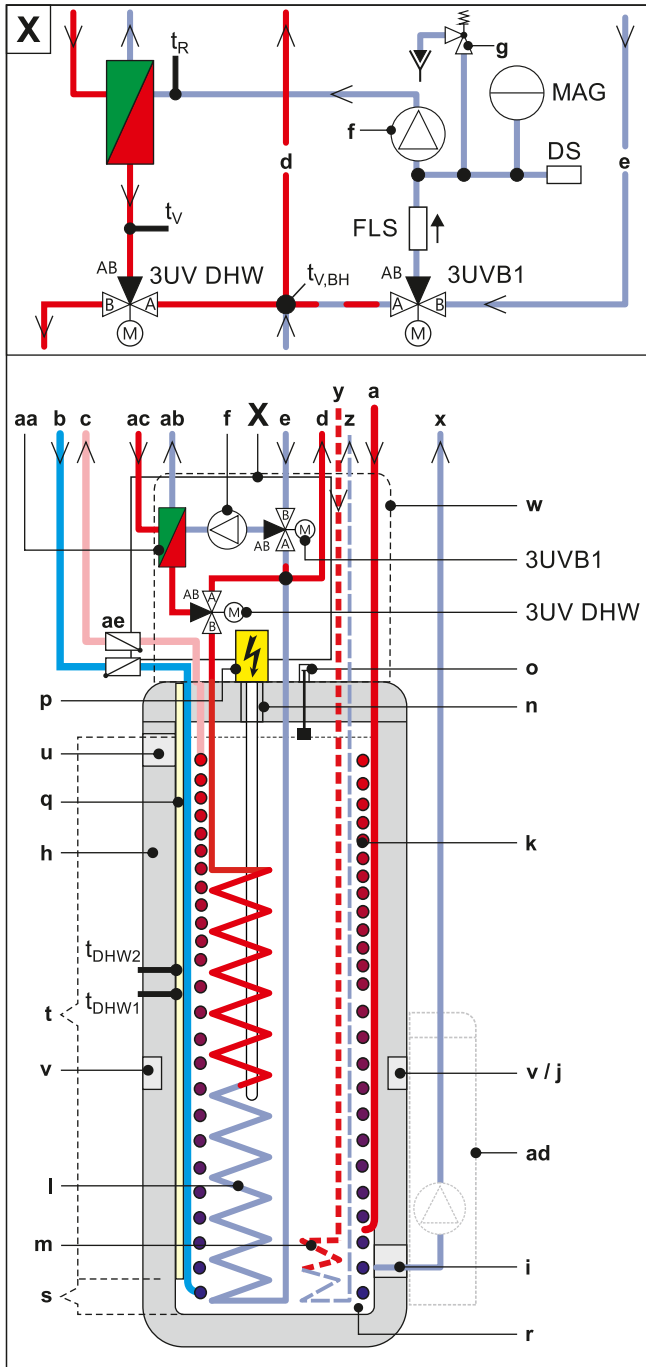 X
tR
g
MAG
f
d
DS
e
tV
FLS
AB
3UV DHW
AB
3UVB1
tV,BH
B
A
A
B
M
M
y
a
aa
b
c
ac
ab
f
X
e
d
z
x
w
B
M
AB
A
3UVB1
AB
A
M
3UV DHW
B
ae
o
p
n
u
q
h
k
tDHW2
tDHW1
t
v
v / j
ad
l
m
i
s
r